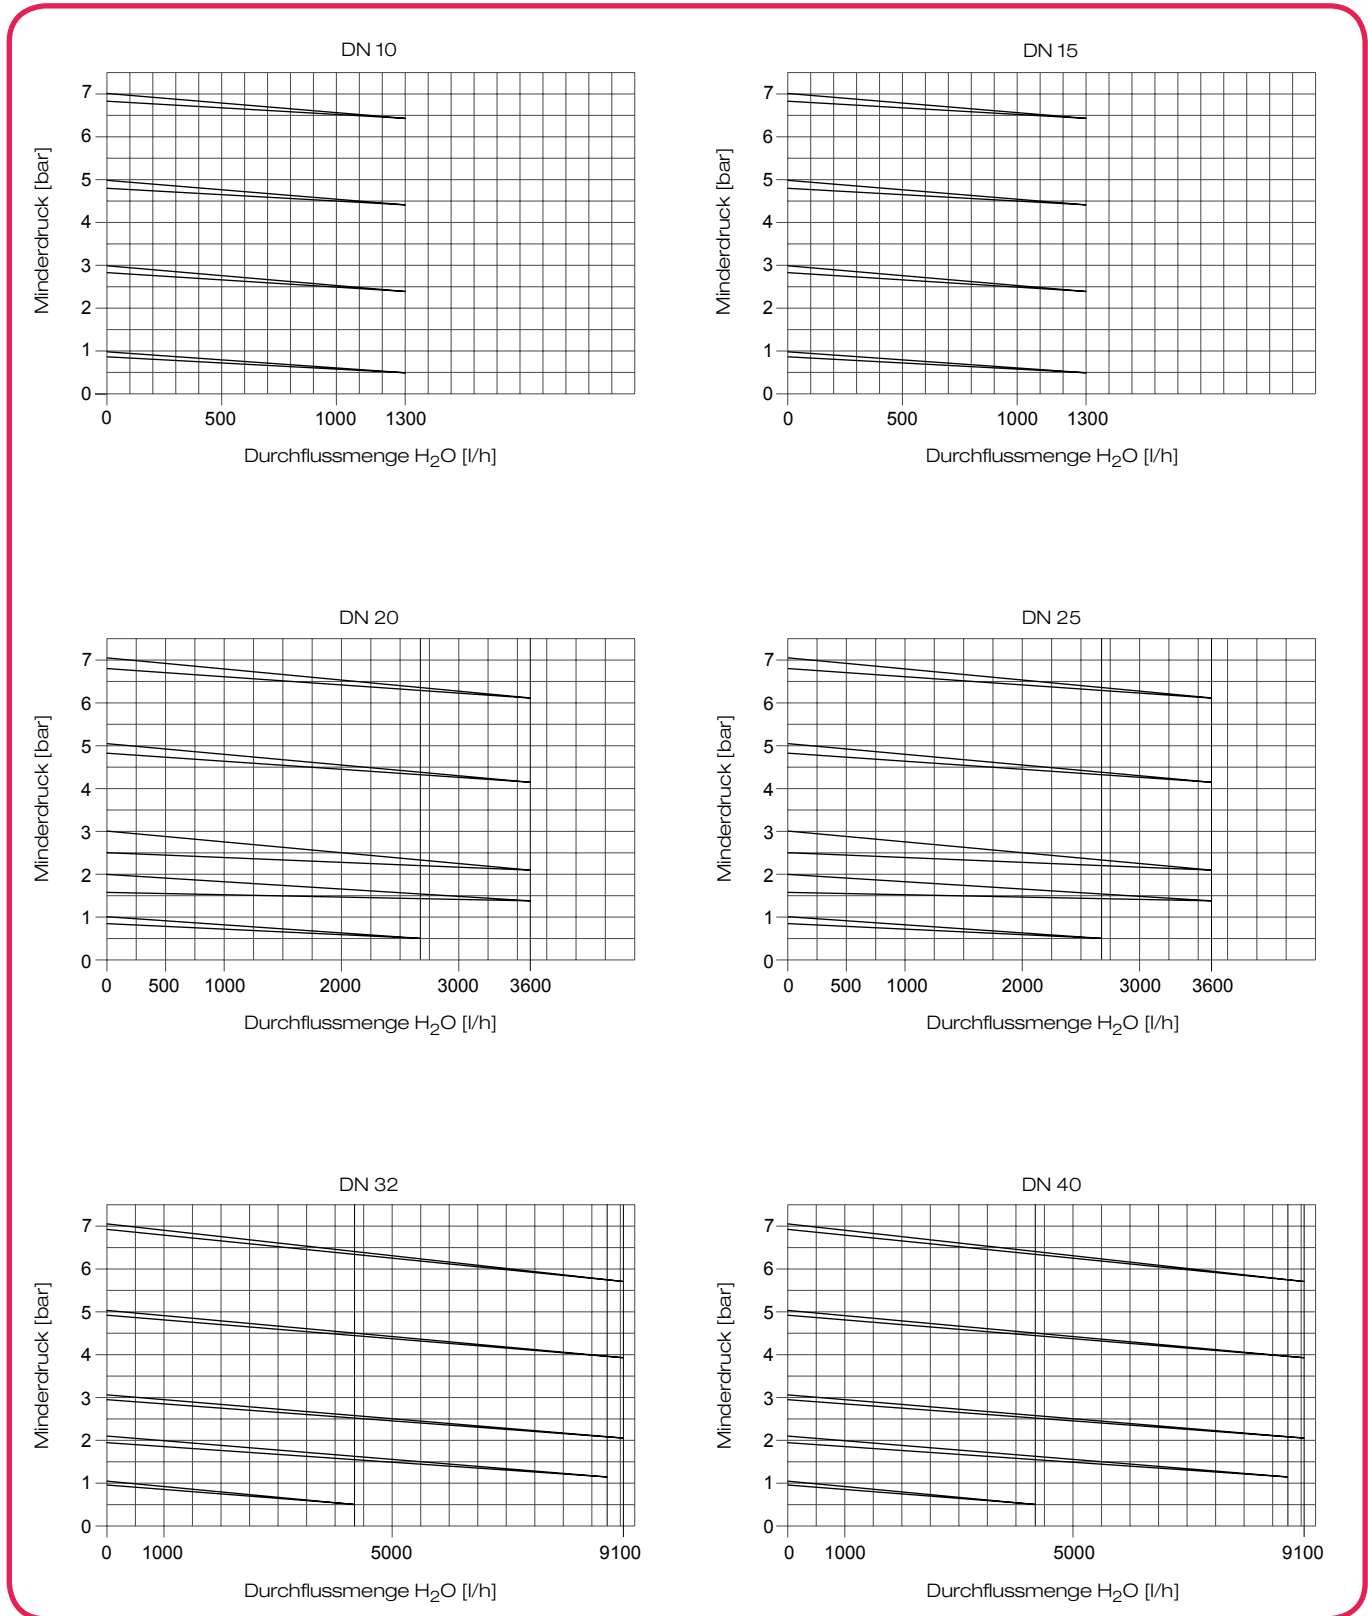 DN 10
Minderdruck [bar]
7
6
5
4
3
2
1
0
0 500 1000 1300
Durchflussmenge H₂O [l/h]
DN 15
Minderdruck [bar]
7
6
5
4
3
2
1
0
0 500 1000 1300
Durchflussmenge H₂O [l/h]
DN 20
Minderdruck [bar]
7
6
5
4
3
2
1
0
0 500 1000 2000 3000 3600
Durchflussmenge H₂O [l/h]
DN 25
Minderdruck [bar]
7
6
5
4
3
2
1
0
0 500 1000 2000 3000 3600
Durchflussmenge H₂O [l/h]
DN 32
Minderdruck [bar]
7
6
5
4
3
2
1
0
0 1000 5000 9100
Durchflussmenge H₂O [l/h]
DN 40
Minderdruck [bar]
7
6
5
4
3
2
1
0
0 1000 5000 9100
Durchflussmenge H₂O [l/h]